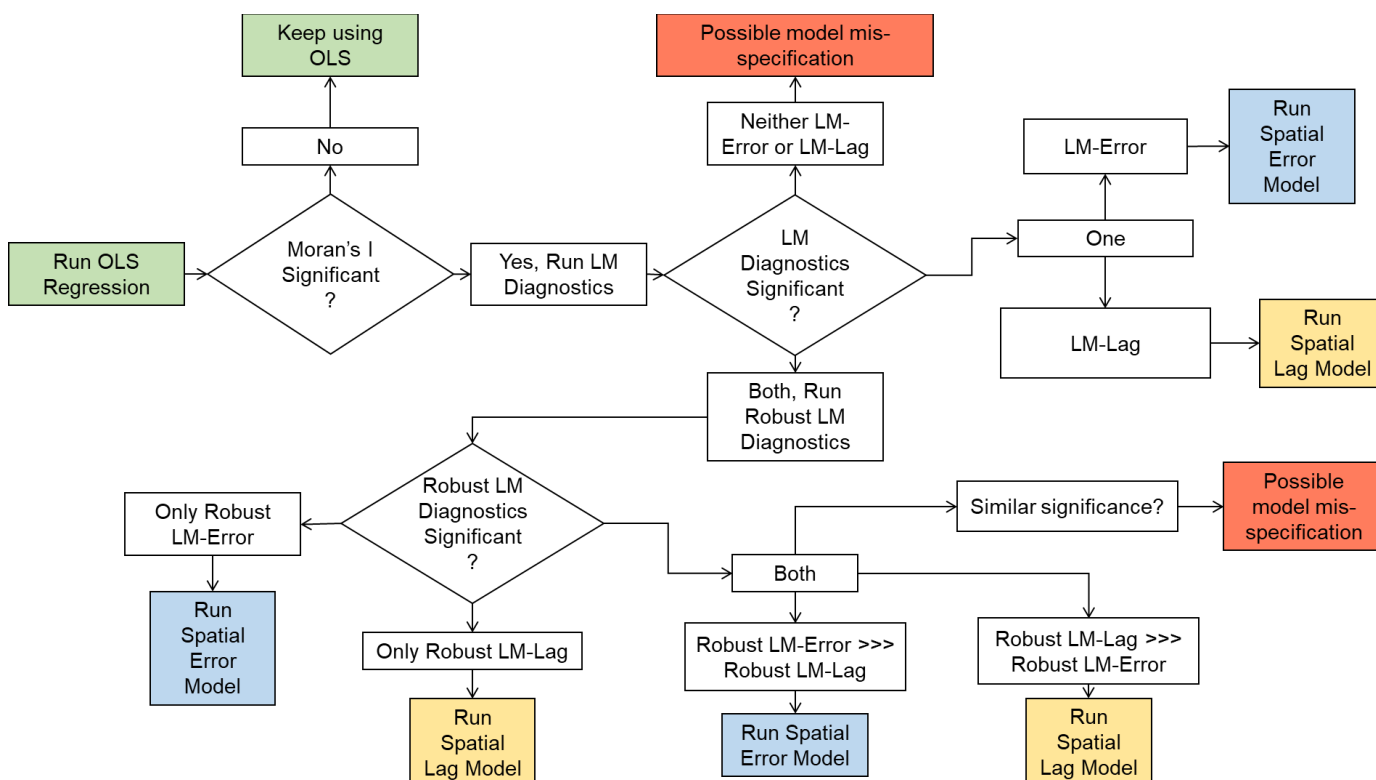 Keep using
OLS
Possible model mis-
specification
No
Neither LM-
Error or LM-Lag
LM-Error
Run
Spatial
Error
Model
Run OLS
Regression
Moran's I
Significant
?
Yes, Run LM
Diagnostics
LM
Diagnostics
Significant
?
One
LM-Lag
Run
Spatial
Lag Model
Both, Run
Robust LM
Diagnostics
Only Robust
LM-Error
Robust LM
Diagnostics
Significant
?
Similar significance?
Possible
model mis-
specification
Both
Run
Spatial
Error
Model
Only Robust LM-Lag
Robust LM-Error >>>
Robust LM-Lag
Robust LM-Lag >>>
Robust LM-Error
Run
Spatial
Lag Model
Run Spatial
Error Model
Run
Spatial
Lag Model